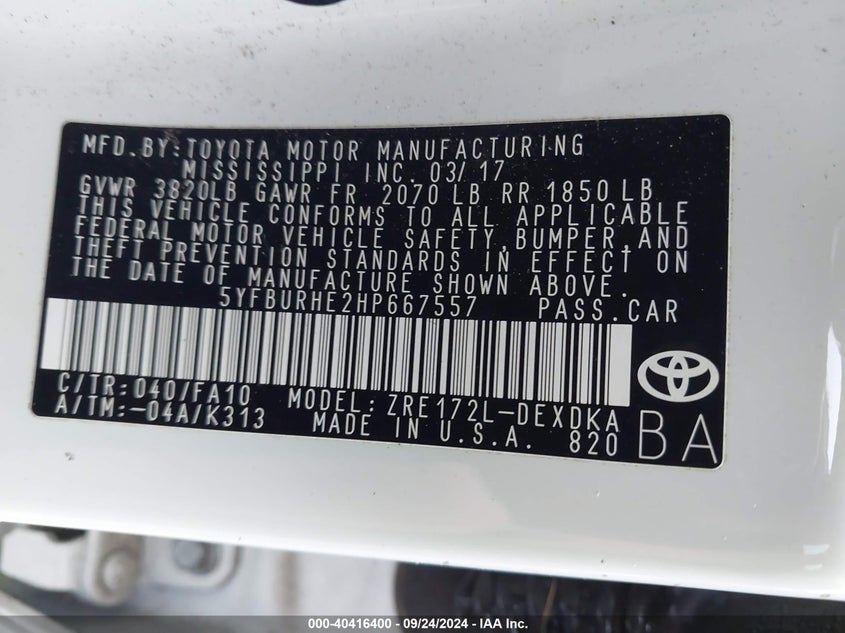 MFD.BY:TOYOTA MOTOR MANUFACTURING
MISSISSIPPI INC. 03/17
GVWR 3820LB GAWR FR. 2070 LB RR 1850 LB
THIS VEHICLE CONFORMS TO ALL APPLICABLE
FEDERAL MOTOR VEHICLE SAFETY,BUMPER,AND
THEFT PREVENTION STANDARDS IN EFFECT ON
THE DATE OF MANUFACTURE SHOWN ABOVE.
5YFBURHE2HP667557 PASS.CAR
C/TR:040/FA10 MODEL:ZRE172L-DEXDKA
A/TM:-04A/K313 MADE IN U.S.A. 820
BA
000-40416400 - 09/24/2024 - IAA Inc.